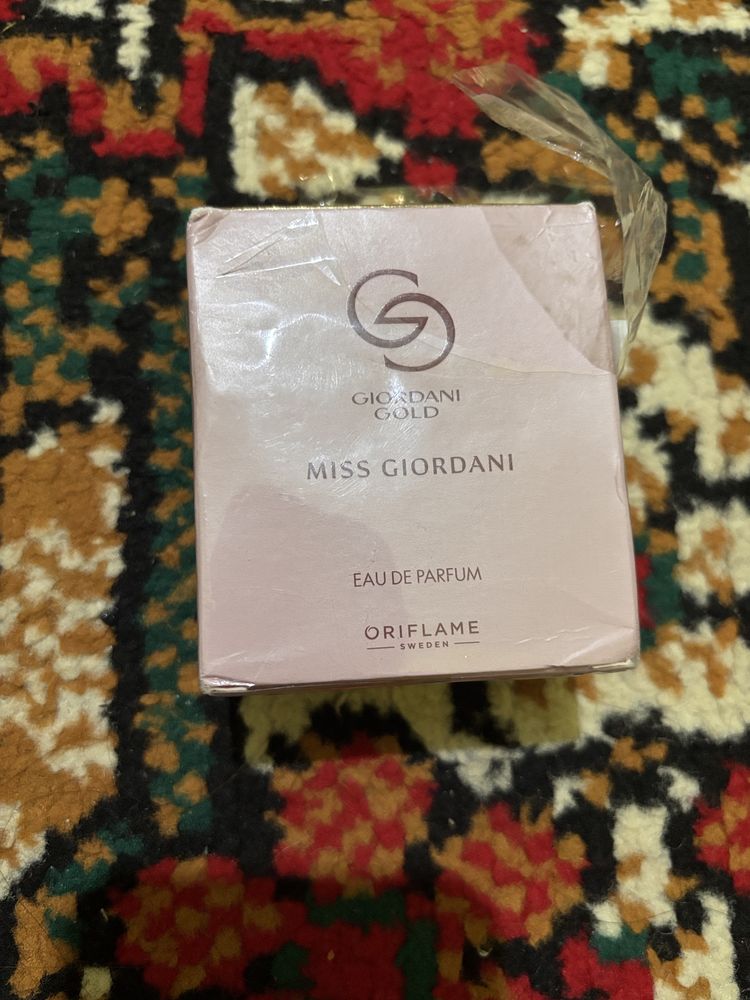 GIORDANI
GOLD
MISS GIORDANI
EAU DE PARFUM
ORIFLAME
SWEDEN